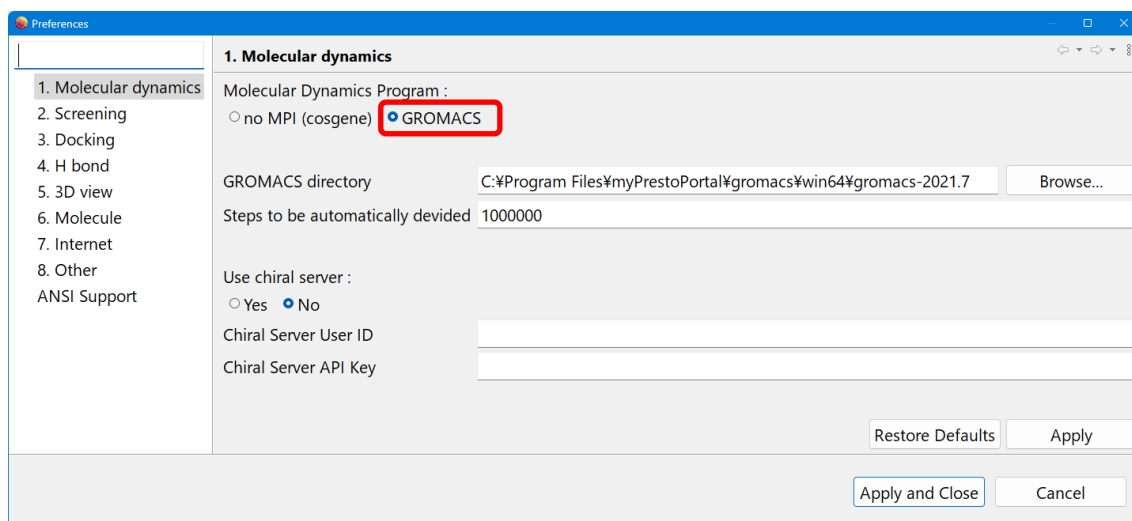 Preferences
1. Molecular dynamics
1. Molecular dynamics
2. Screening
3. Docking
4. H bond
5. 3D view
6. Molecule
7. Internet
8. Other
ANSI Support
Molecular Dynamics Program :
no MPI (cosgene) GROMACS
GROMACS directory C:¥Program Files¥myPrestoPortal¥gromacs¥win64¥gromacs-2021.7 Browse...
Steps to be automatically devided 1000000
Use chiral server :
Yes No
Chiral Server User ID
Chiral Server API Key
Restore Defaults Apply
Apply and Close Cancel